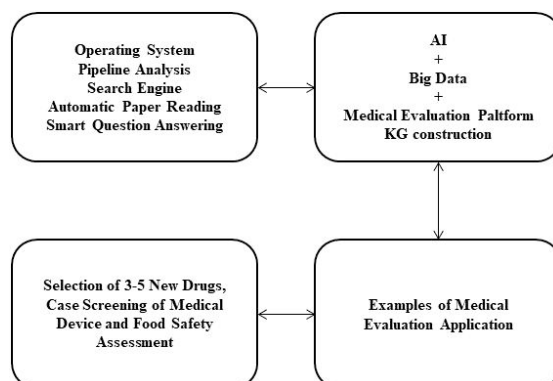 Operating System
Pipeline Analysis
Search Engine
Automatic Paper Reading
Smart Question Answering
AI
+
Big Data
+
Medical Evaluation Paltform
KG construction
Selection of 3-5 New Drugs,
Case Screening of Medical
Device and Food Safety
Assessment
Examples of Medical
Evaluation Application